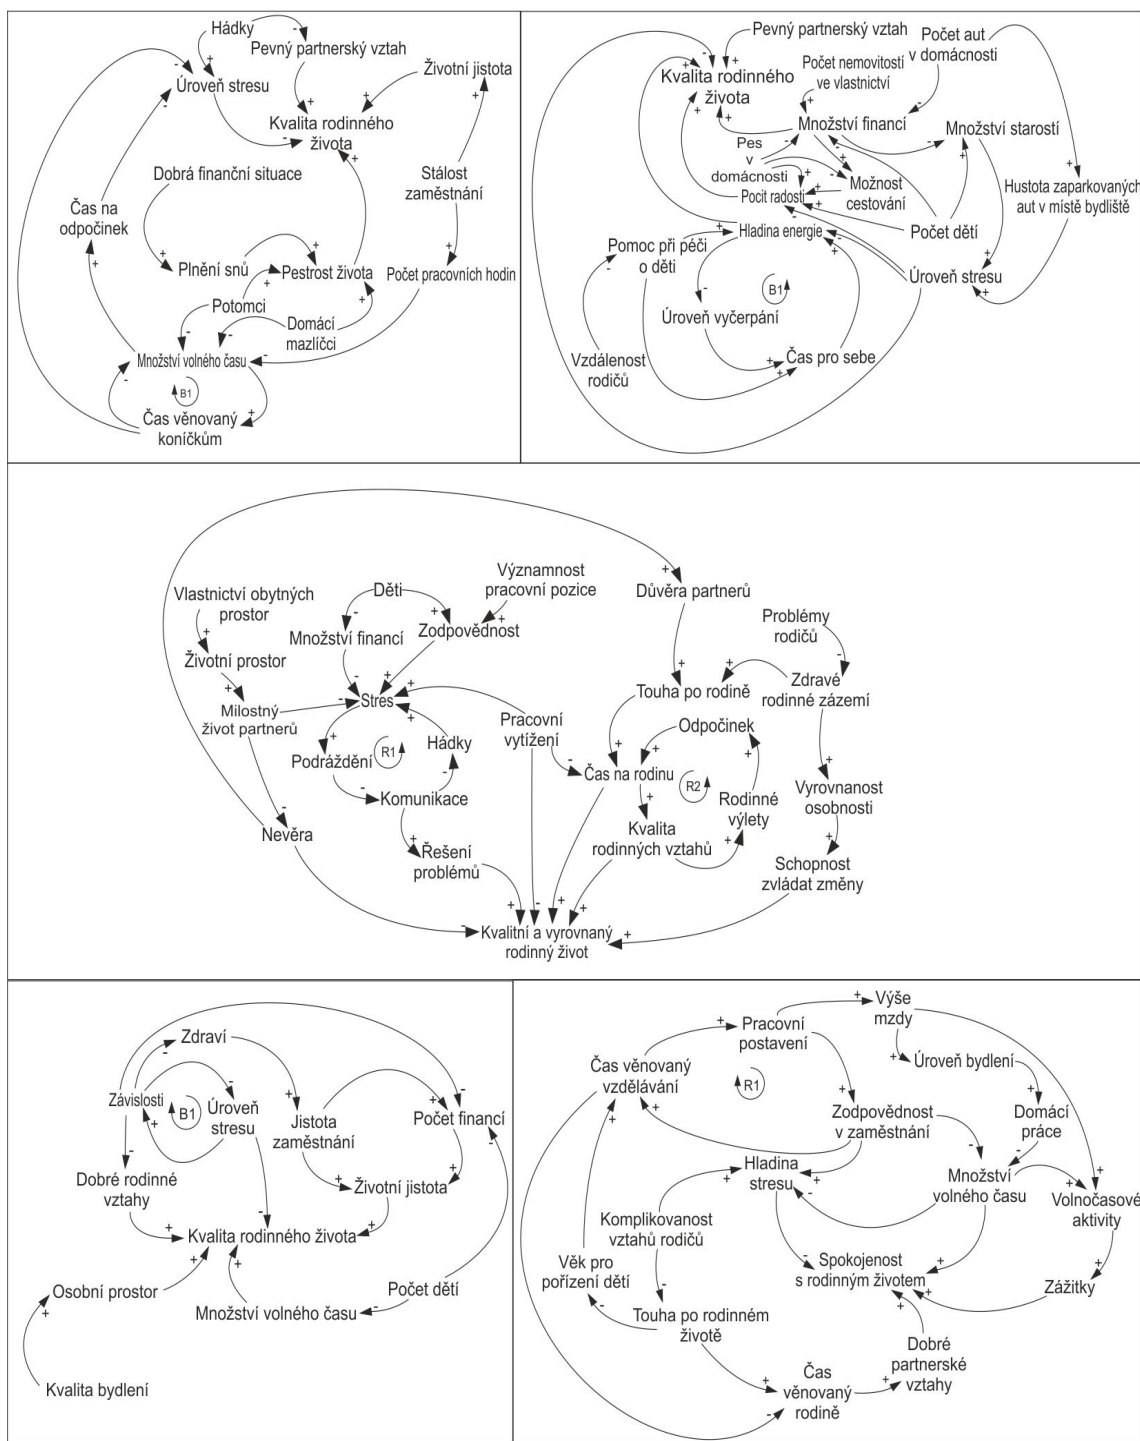 Hádky
Pevný partnerský vztah
Úroveň stresu
Životní jistota
Kvalita rodinného
života
Dobrá finanční situace
Stálost
zaměstnání
Čas na
odpočinek
Plnění snů
Pestrost života
Počet pracovních hodin
Potomci
Domácí
mazlíčci
Množství volného času
B1
Čas věnovaný
koníčkům
Pevný partnerský vztah
Počet aut
v domácnosti
Kvalita rodinného
života
Počet nemovitostí
ve vlastnictví
Množství financí
Množství starostí
Pes
v
domácnosti
Pocit radosti
Možnost
cestování
Hustota zaparkovaných
aut v místě bydliště
Hladina energie
Počet dětí
Pomoc při péči
o děti
Úroveň stresu
B1
Úroveň vyčerpání
Vzdálenost
rodičů
Čas pro sebe
Vlastnictví obytných
prostor
Děti
Významnost
pracovní pozice
Důvěra partnerů
Problémy
rodičů
Množství financí
Zodpovědnost
Životní prostor
Stres
Touha po rodině
Zdravé
rodinné zázemí
Milostný
život partnerů
Pracovní
vytížení
Odpočinek
Hádky
R1
Podráždění
Čas na rodinu
R2
Komunikace
Rodinné
výlety
Vyrovnanost
osobnosti
Nevěra
Kvalita
rodinných vztahů
Řešení
problémů
Schopnost
zvládat změny
Kvalitní a vyrovnaný
rodinný život
Zdraví
Závislosti
B1
Úroveň
stresu
Jistota
zaměstnání
Počet financí
Dobré rodinné
vztahy
Životní jistota
Kvalita rodinného života
Osobní prostor
Množství volného času
Počet dětí
Kvalita bydlení
Výše
mzdy
Pracovní
postavení
Čas věnovaný
vzdělávání
R1
Úroveň bydlení
Zodpovědnost
v zaměstnání
Domácí
práce
Hladina
stresu
Množství
volného času
Volnočasové
aktivity
Komplikovanost
vztahů rodičů
Věk pro
pořízení dětí
Spokojenost
s rodinným životem
Zážitky
Touha po rodinném
životě
Dobré
partnerské
vztahy
Čas
věnovaný
rodině